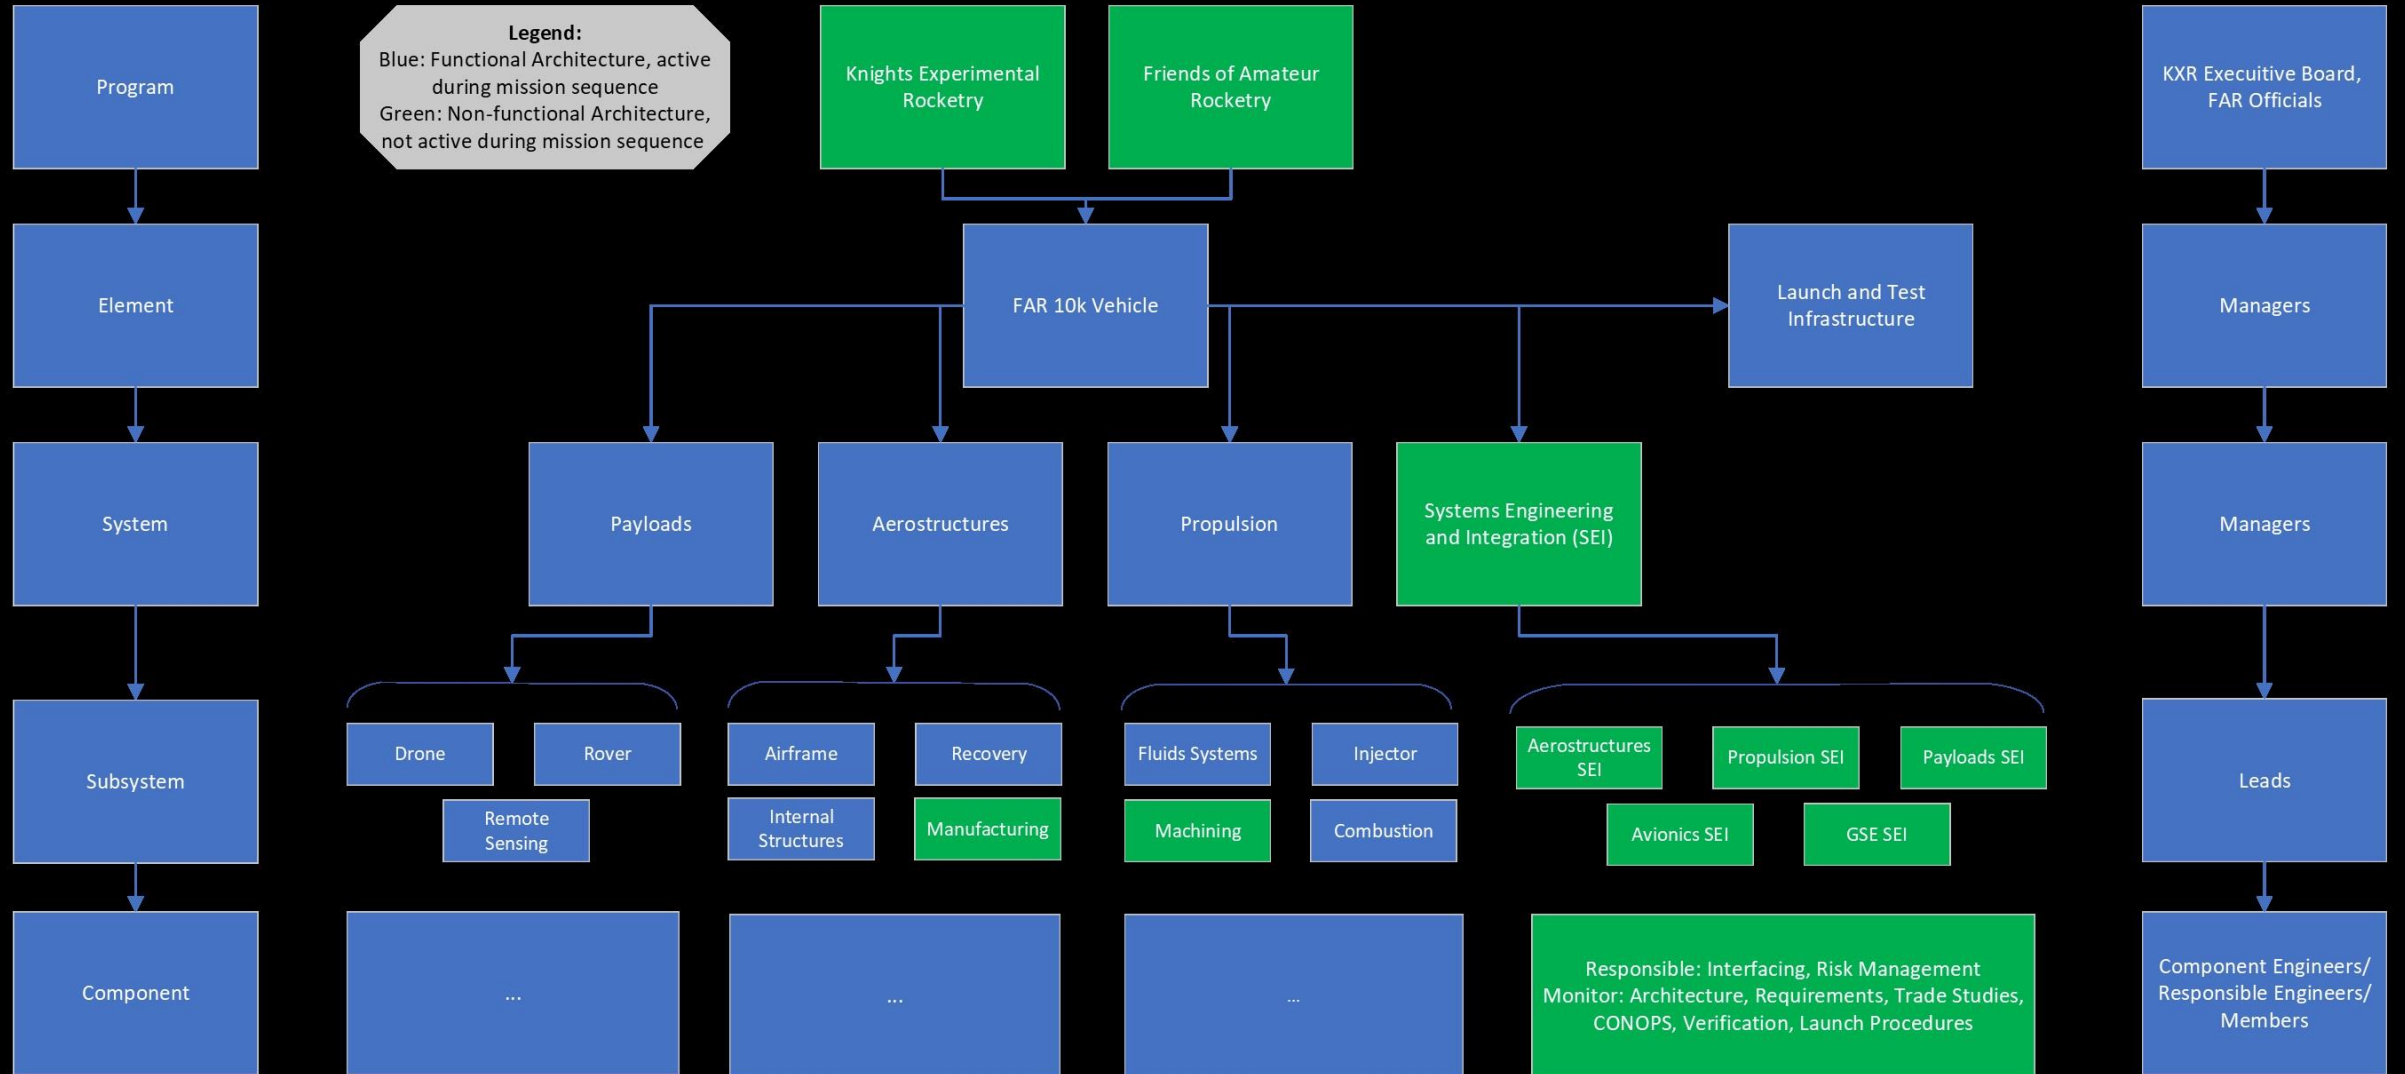 Program
Legend:
Blue: Functional Architecture, active
during mission sequence
Green: Non-functional Architecture,
not active during mission sequence
Knights Experimental
Rocketry
Friends of Amateur
Rocketry
KXR Execuitive Board,
FAR Officials
Element
FAR 10k Vehicle
Launch and Test
Infrastructure
Managers
System
Payloads
Aerostructures
Propulsion
Systems Engineering
and Integration (SEI)
Managers
Subsystem
Drone
Rover
Remote
Sensing
Airframe
Recovery
Internal
Structures
Manufacturing
Fluids Systems
Injector
Machining
Combustion
Aerostructures
SEI
Propulsion SEI
Payloads SEI
Avionics SEI
GSE SEI
Leads
Component
...
...
...
Responsible: Interfacing, Risk Management
Monitor: Architecture, Requirements, Trade Studies,
CONOPS, Verification, Launch Procedures
Component Engineers/
Responsible Engineers/
Members